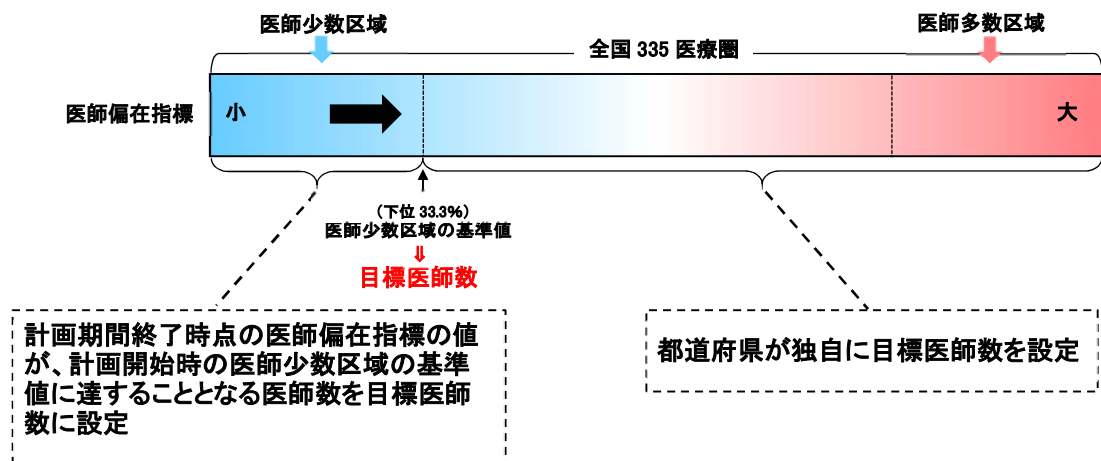 医師少数区域
医師多数区域
全国 335 医療圏
医師偏在指標
小
大
（下位 33.3%）
医師少数区域の基準値
⇓
目標医師数
計画期間終了時点の医師偏在指標の値
が、計画開始時の医師少数区域の基準
値に達することとなる医師数を目標医師
数に設定
都道府県が独自に目標医師数を設定